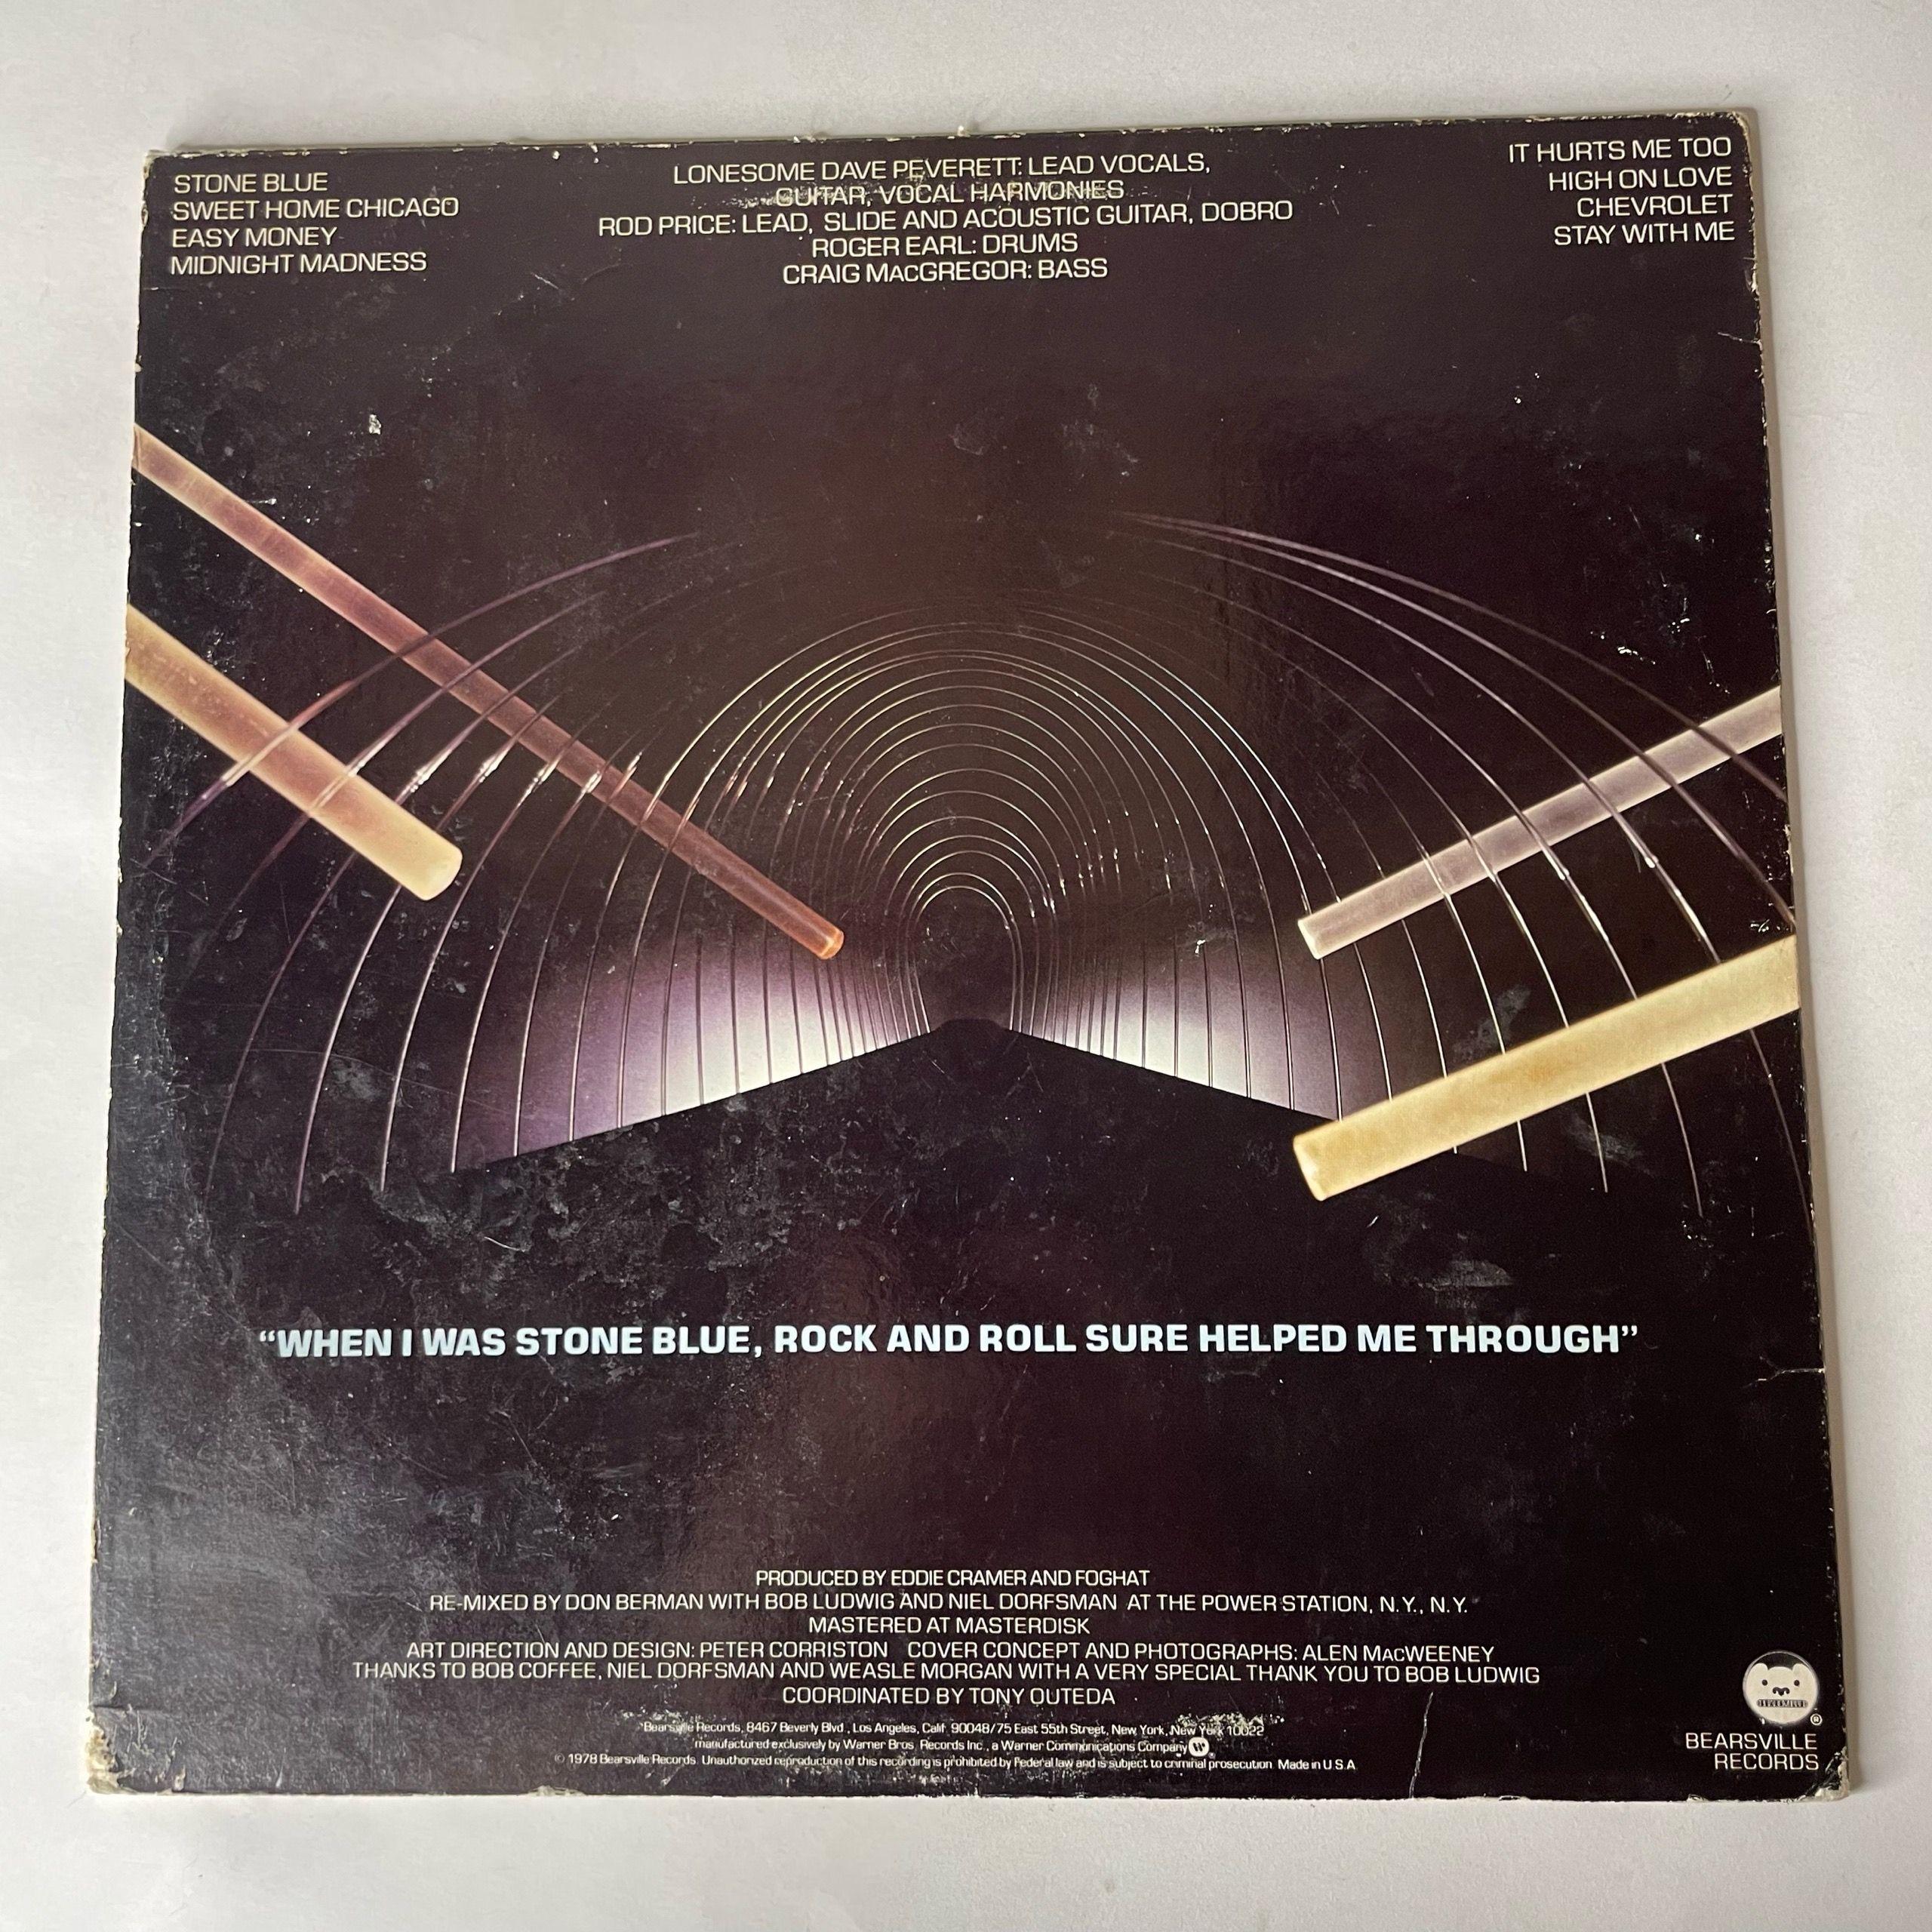 STONE BLUE
SWEET HOME CHICAGO
EASY MONEY
MIDNIGHT MADNESS
LONESOME DAVE PEVERETT: LEAD VOCALS,
GUITAR, VOCAL HARMONIES
ROD PRICE: LEAD, SLIDE AND ACOUSTIC GUITAR, DOBRO
ROGER EARL: DRUMS
CRAIG MACGREGOR: BASS
IT HURTS ME TOO
HIGH ON LOVE
CHEVROLET
STAY WITH ME
“WHEN I WAS STONE BLUE, ROCK AND ROLL SURE HELPED ME THROUGH”
PRODUCED BY EDDIE CRAMER AND FOGHAT
RE-MIXED BY DON BERMAN WITH BOB LUDWIG AND NIEL DORFSMAN AT THE POWER STATION, N.Y., N.Y.
MASTERED AT MASTERDISK
ART DIRECTION AND DESIGN: PETER CORRISTON COVER CONCEPT AND PHOTOGRAPHS: ALEN MACWEENEY
THANKS TO BOB COFFEE, NIEL DORFSMAN AND WEASLE MORGAN WITH A VERY SPECIAL THANK YOU TO BOB LUDWIG
COORDINATED BY TONY OUTEDA
Bearsville Records, 8467 Beverly Blvd., Los Angeles, Calif. 90048/75 East 55th Street, New York, New York 10022
manufactured exclusively by Warner Bros. Records Inc., a Warner Communications Company W
© 1978 Bearsville Records. Unauthorized reproduction of this recording is prohibited by Federal law and is subject to criminal prosecution. Made in U.S.A.
®
BEARSVILLE
RECORDS